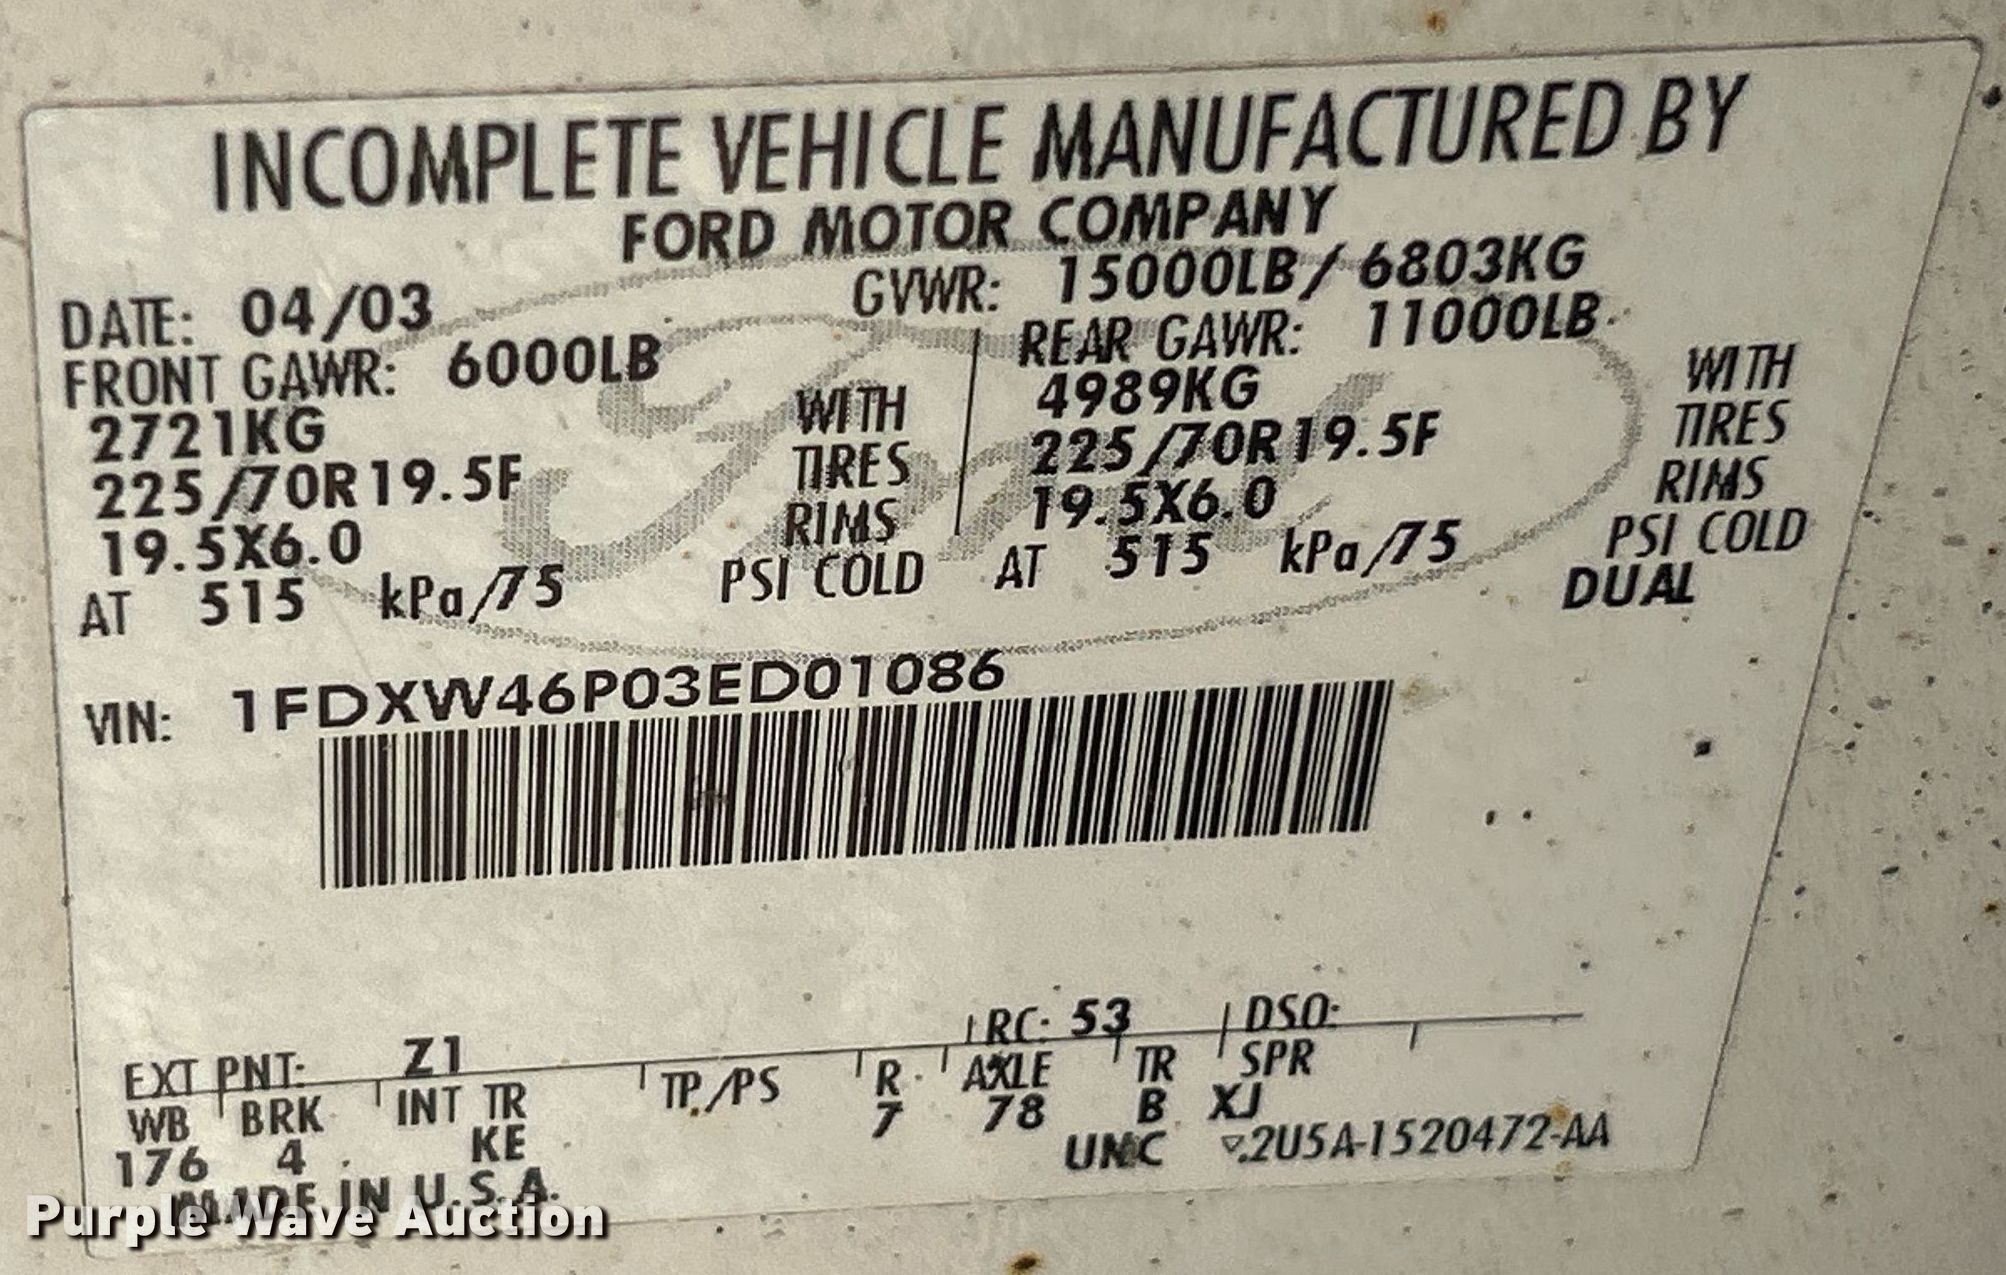 INCOMPLETE VEHICLE MANUFACTURED BY
FORD MOTOR COMPANY
DATE: 04/03 GVWR: 15000LB/ 6803KG
FRONT GAWR: 6000LB REAR GAWR: 11000LB
2721KG WITH 4989KG WITH
225/70R19.5F TIRES 225/70R19.5F TIRES
19.5X6.0 RIMS 19.5X6.0 RIMS
AT 515 kPa/75 PSI COLD AT 515 kPa/75 PSI COLD
DUAL
VIN: 1FDXW46P03ED01086
EXT PNT: Z1 RC: 53 DSO:
WB BRK INT TR TP/PS R AXLE TR SPR
176 4 KE 7 78 B XJ
MADE IN U.S.A. UNC 2U5A-1520472-AA
Purple Wave Auction